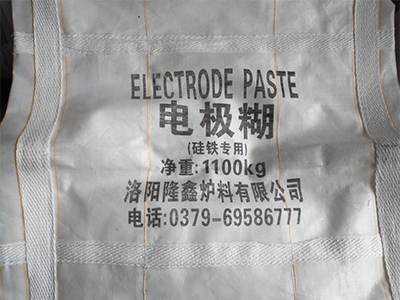 ELECTRODE PASTE
电极糊
(硅铁专用)
净重:1100kg
洛阳隆鑫炉料有限公司
电话:0379-69586777